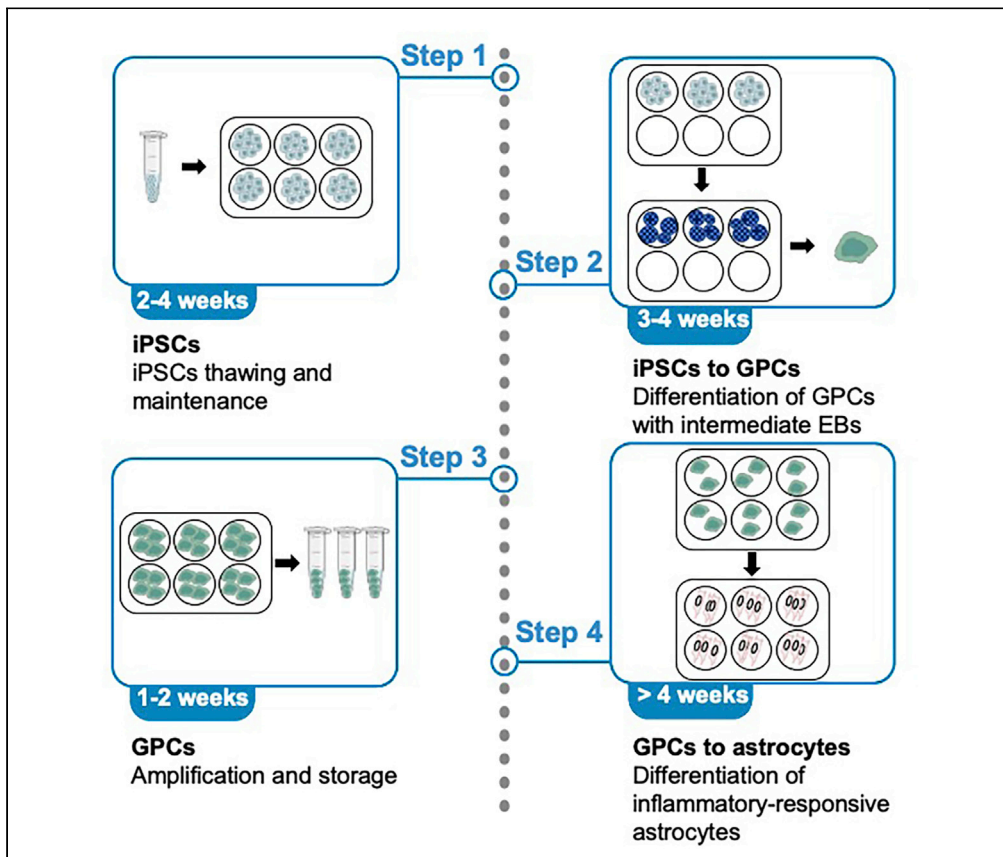 Step 1
2-4 weeks
iPSCs
iPSCs thawing and
maintenance
Step 2
3-4 weeks
iPSCs to GPCs
Differentiation of GPCs
with intermediate EBs
Step 3
1-2 weeks
GPCs
Amplification and storage
Step 4
> 4 weeks
GPCs to astrocytes
Differentiation of
inflammatory-responsive
astrocytes